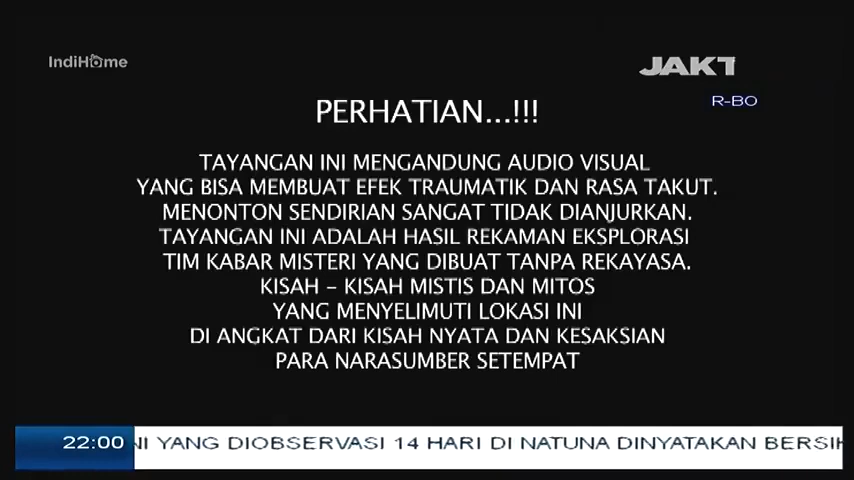 IndiHome
JAKT
R-BO
PERHATIAN...!!!
TAYANGAN INI MENGANDUNG AUDIO VISUAL
YANG BISA MEMBUAT EFEK TRAUMATIK DAN RASA TAKUT.
MENONTON SENDIRIAN SANGAT TIDAK DIANJURKAN.
TAYANGAN INI ADALAH HASIL REKAMAN EKSPLORASI
TIM KABAR MISTERI YANG DIBUAT TANPA REKAYASA.
KISAH - KISAH MISTIS DAN MITOS
YANG MENYELIMUTI LOKASI INI
DI ANGKAT DARI KISAH NYATA DAN KESAKSIAN
PARA NARASUMBER SETEMPAT
22:00 NI YANG DIOBSERVASI 14 HARI DI NATUNA DINYATAKAN BERSIH